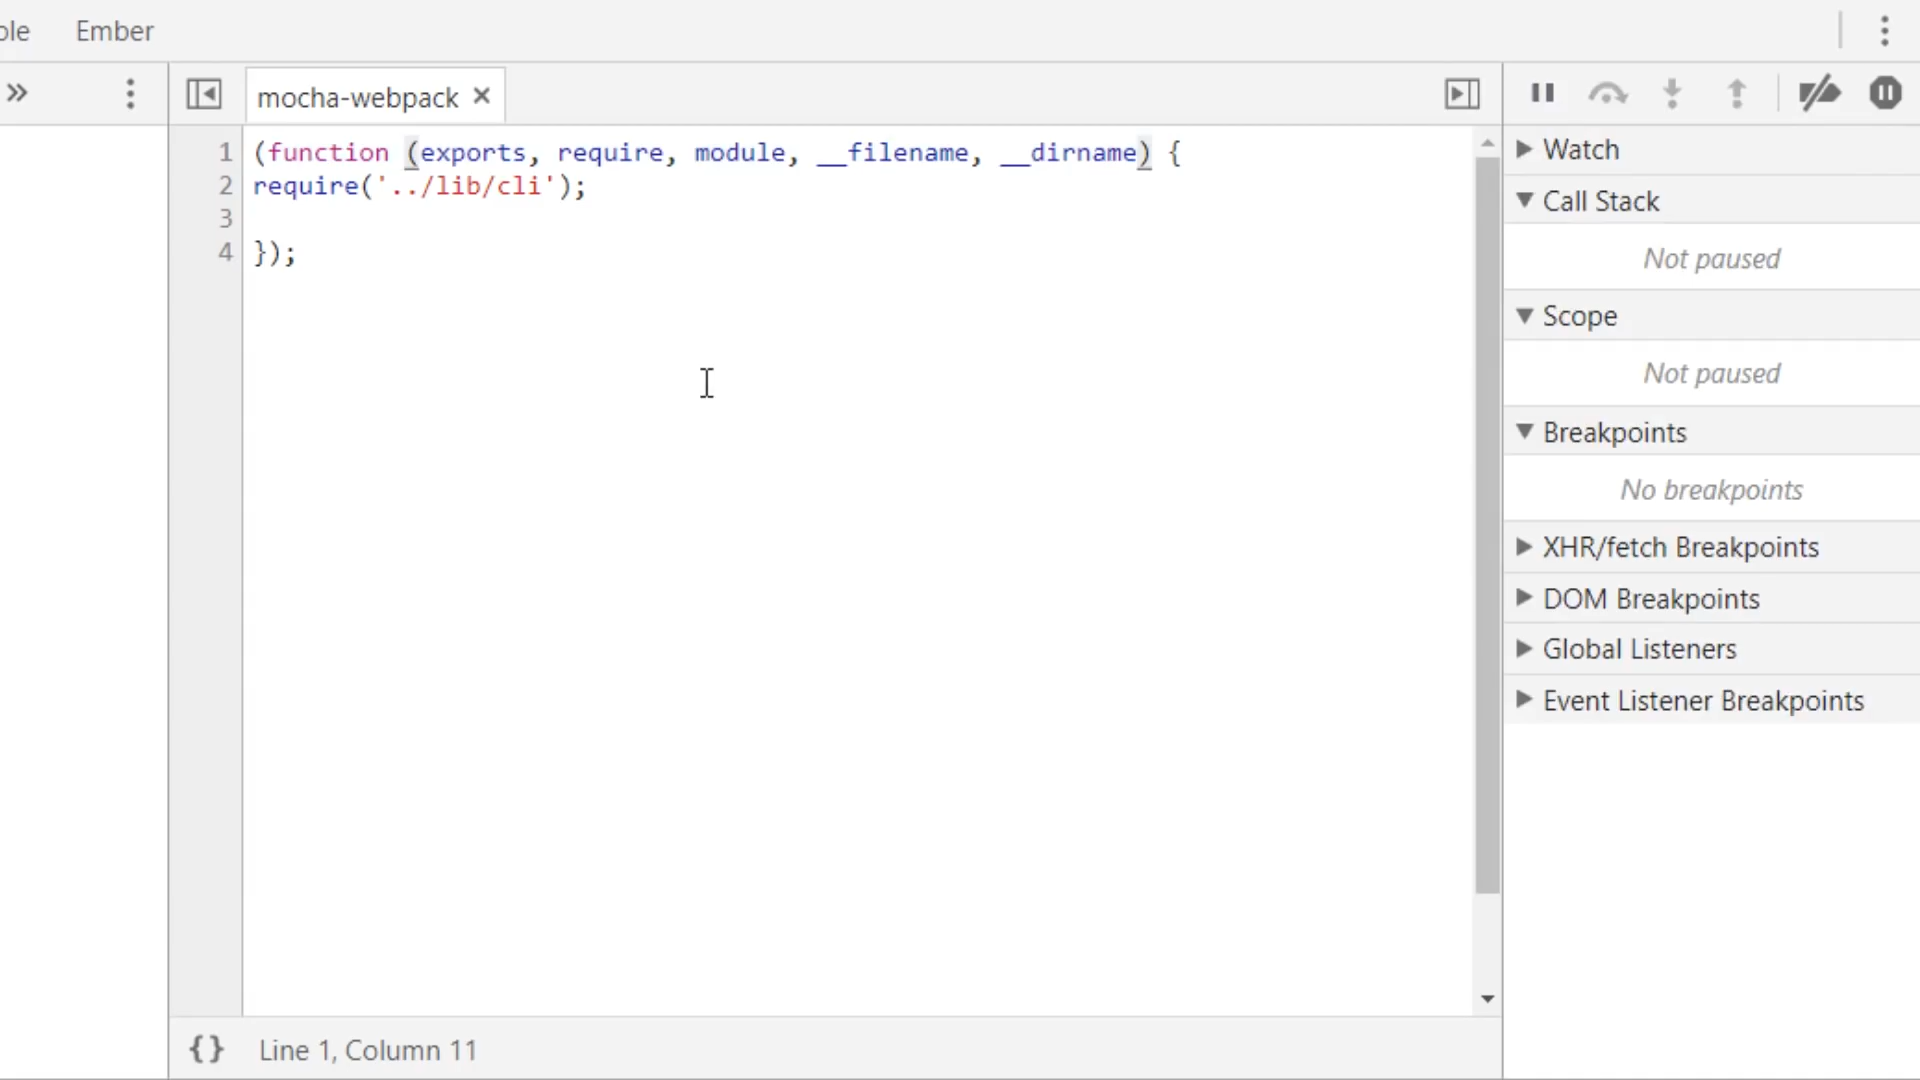 ole Ember
mocha-webpack
1 (function (exports, require, module, __filename, __dirname) {
2 require('../lib/cli');
3
4 });
Line 1, Column 11
Watch
Call Stack
Not paused
Scope
Not paused
Breakpoints
No breakpoints
XHR/fetch Breakpoints
DOM Breakpoints
Global Listeners
Event Listener Breakpoints